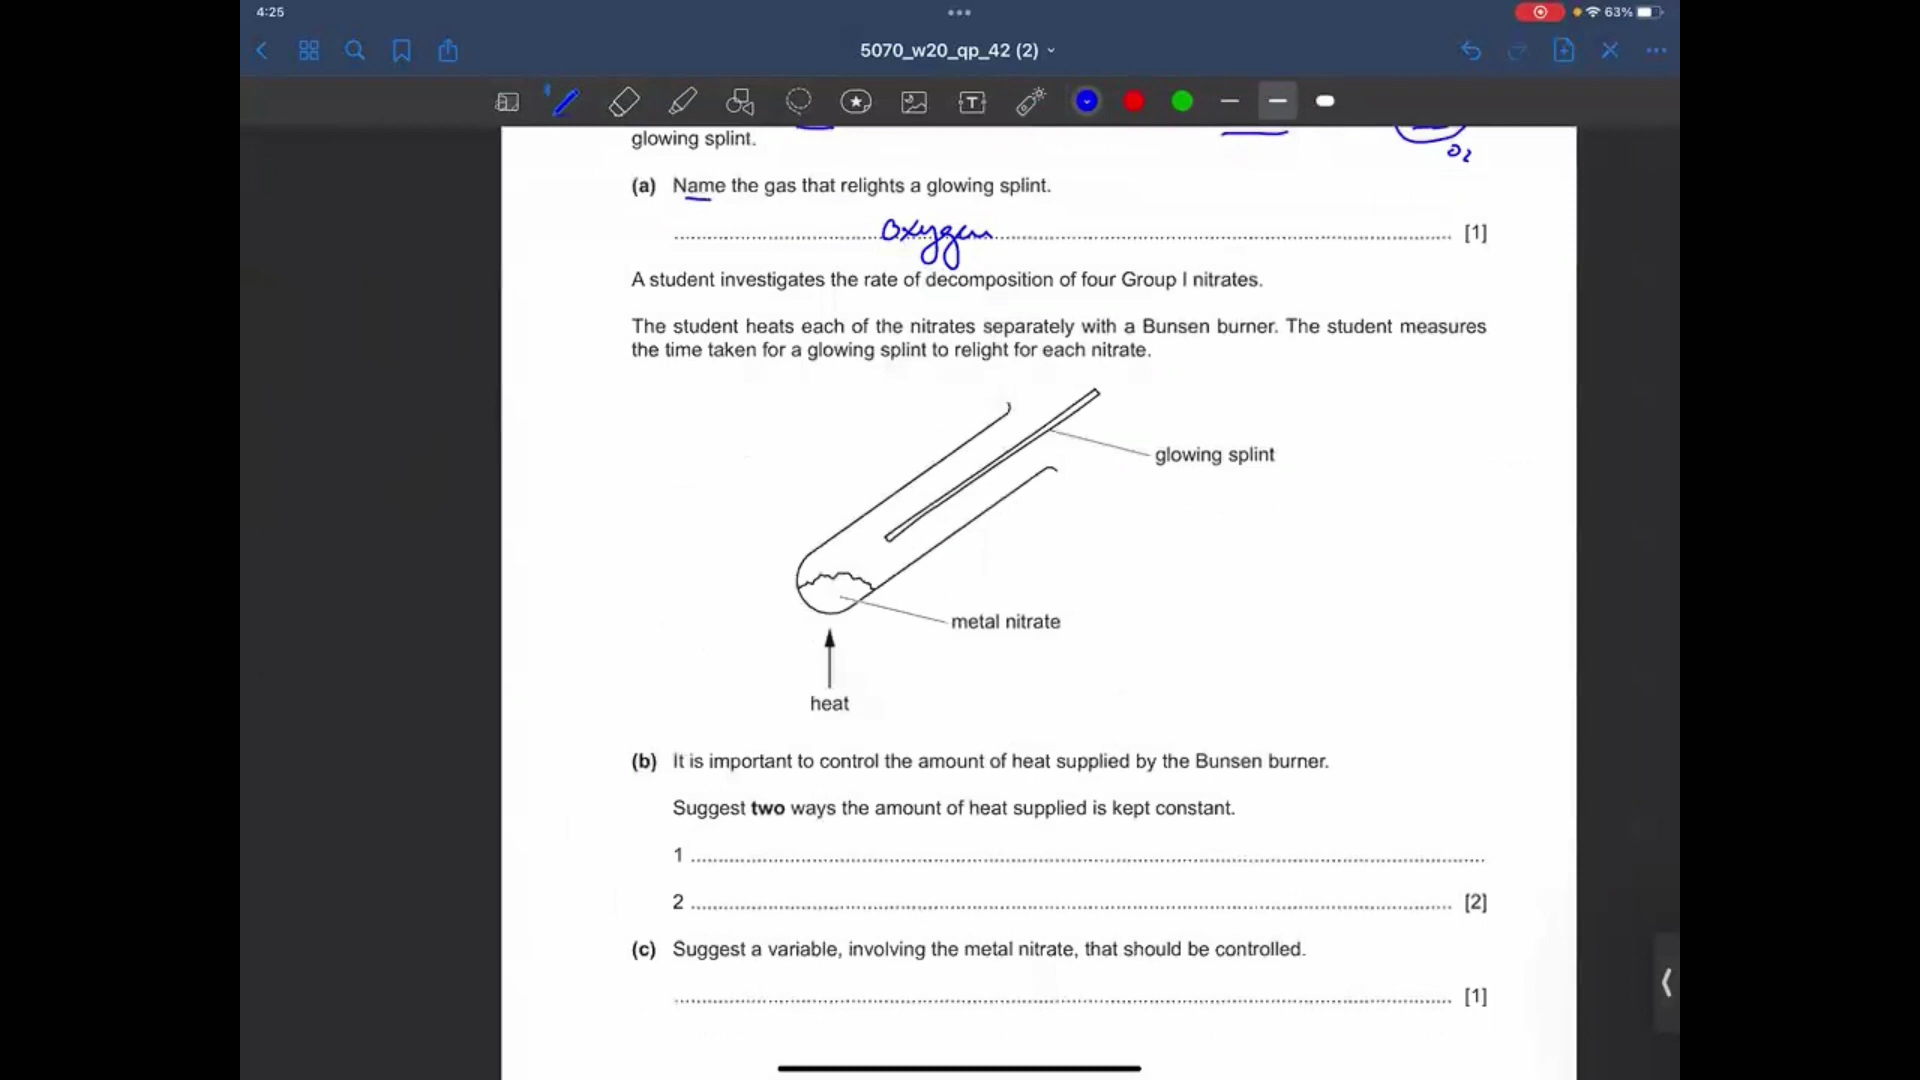 4:25
63%
5070_w20_qp_42 (2)
glowing splint.
O2
(a) Name the gas that relights a glowing splint.
Oxygen [1]
A student investigates the rate of decomposition of four Group I nitrates.
The student heats each of the nitrates separately with a Bunsen burner. The student measures
the time taken for a glowing splint to relight for each nitrate.
glowing splint
metal nitrate
heat
(b) It is important to control the amount of heat supplied by the Bunsen burner.
Suggest two ways the amount of heat supplied is kept constant.
1
2 [2]
(c) Suggest a variable, involving the metal nitrate, that should be controlled.
[1]